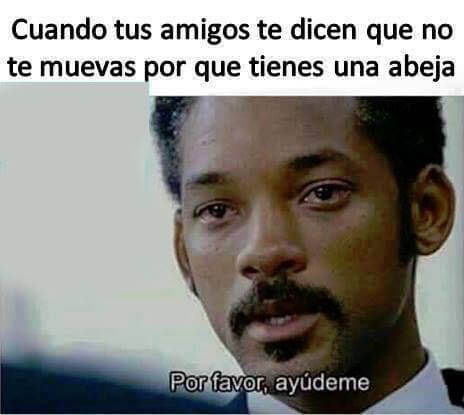 Cuando tus amigos te dicen que no
te muevas por que tienes una abeja
Por favor, ayúdeme